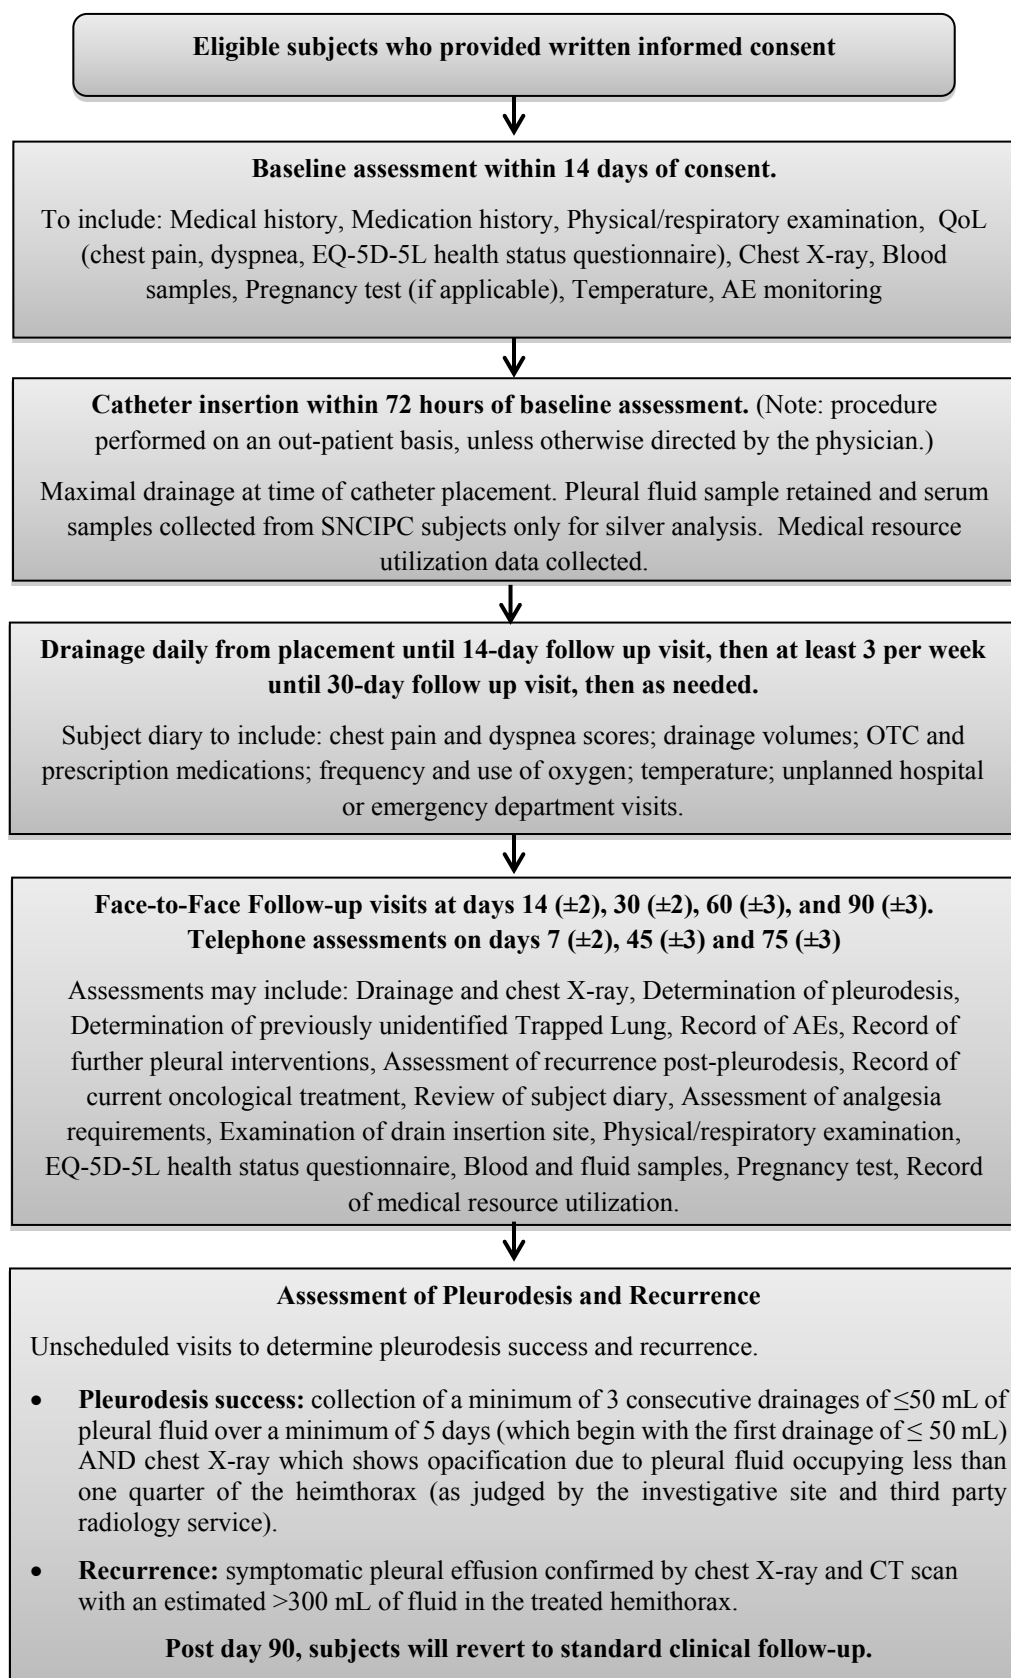 Eligible subjects who provided written informed consent
Baseline assessment within 14 days of consent.
To include: Medical history, Medication history, Physical/respiratory examination, QoL
(chest pain, dyspnea, EQ-5D-5L health status questionnaire), Chest X-ray, Blood
samples, Pregnancy test (if applicable), Temperature, AE monitoring
Catheter insertion within 72 hours of baseline assessment. (Note: procedure
performed on an out-patient basis, unless otherwise directed by the physician.)
Maximal drainage at time of catheter placement. Pleural fluid sample retained and serum
samples collected from SNCIPC subjects only for silver analysis. Medical resource
utilization data collected.
Drainage daily from placement until 14-day follow up visit, then at least 3 per week
until 30-day follow up visit, then as needed.
Subject diary to include: chest pain and dyspnea scores; drainage volumes; OTC and
prescription medications; frequency and use of oxygen; temperature; unplanned hospital
or emergency department visits.
Face-to-Face Follow-up visits at days 14 (±2), 30 (±2), 60 (±3), and 90 (±3).
Telephone assessments on days 7 (±2), 45 (±3) and 75 (±3)
Assessments may include: Drainage and chest X-ray, Determination of pleurodesis,
Determination of previously unidentified Trapped Lung, Record of AEs, Record of
further pleural interventions, Assessment of recurrence post-pleurodesis, Record of
current oncological treatment, Review of subject diary, Assessment of analgesia
requirements, Examination of drain insertion site, Physical/respiratory examination,
EQ-5D-5L health status questionnaire, Blood and fluid samples, Pregnancy test, Record
of medical resource utilization.
Assessment of Pleurodesis and Recurrence
Unscheduled visits to determine pleurodesis success and recurrence.
• Pleurodesis success: collection of a minimum of 3 consecutive drainages of ≤50 mL of
pleural fluid over a minimum of 5 days (which begin with the first drainage of ≤ 50 mL)
AND chest X-ray which shows opacification due to pleural fluid occupying less than
one quarter of the heimthorax (as judged by the investigative site and third party
radiology service).
• Recurrence: symptomatic pleural effusion confirmed by chest X-ray and CT scan
with an estimated >300 mL of fluid in the treated hemithorax.
Post day 90, subjects will revert to standard clinical follow-up.